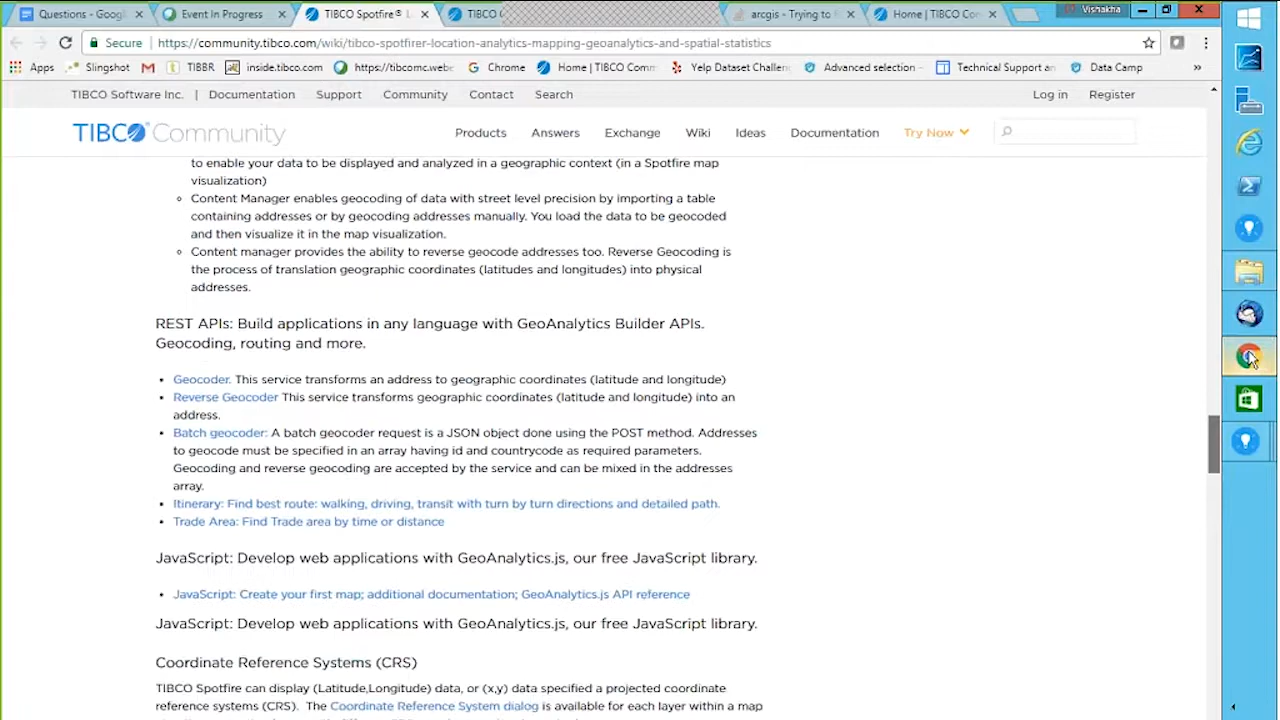 Questions - Googl
Event In Progress
TIBCO Spotfire® L
TIBCO C
arcgis - Trying to
Home | TIBCO Con
Vishakha
Secure
https://community.tibco.com/wiki/tibco-spotfirer-location-analytics-mapping-geoanalytics-and-spatial-statistics
Apps
Slingshot
TIBBR
inside.tibco.com
https://tibcomc.webe
Chrome
Home | TIBCO Comm
Yelp Dataset Challen
Advanced selection -
Technical Support an
Data Camp
»
TIBCO Software Inc. | Documentation Support Community Contact Search Log in Register
TIBCO Community
Products Answers Exchange Wiki Ideas Documentation Try Now
to enable your data to be displayed and analyzed in a geographic context (in a Spotfire map
visualization)
Content Manager enables geocoding of data with street level precision by importing a table
containing addresses or by geocoding addresses manually. You load the data to be geocoded
and then visualize it in the map visualization.
Content manager provides the ability to reverse geocode addresses too. Reverse Geocoding is
the process of translation geographic coordinates (latitudes and longitudes) into physical
addresses.
REST APIs: Build applications in any language with GeoAnalytics Builder APIs.
Geocoding, routing and more.
Geocoder. This service transforms an address to geographic coordinates (latitude and longitude)
Reverse Geocoder This service transforms geographic coordinates (latitude and longitude) into an
address.
Batch geocoder: A batch geocoder request is a JSON object done using the POST method. Addresses
to geocode must be specified in an array having id and countrycode as required parameters.
Geocoding and reverse geocoding are accepted by the service and can be mixed in the addresses
array.
Itinerary: Find best route: walking, driving, transit with turn by turn directions and detailed path.
Trade Area: Find Trade area by time or distance
JavaScript: Develop web applications with GeoAnalytics.js, our free JavaScript library.
JavaScript: Create your first map; additional documentation; GeoAnalytics.js API reference
JavaScript: Develop web applications with GeoAnalytics.js, our free JavaScript library.
Coordinate Reference Systems (CRS)
TIBCO Spotfire can display (Latitude,Longitude) data, or (x,y) data specified a projected coordinate
reference systems (CRS). The Coordinate Reference System dialog is available for each layer within a map